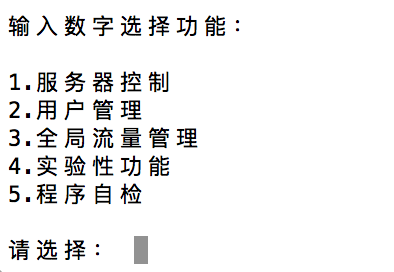 输入数字选择功能：
1.服务器控制
2.用户管理
3.全局流量管理
4.实验性功能
5.程序自检
请选择：